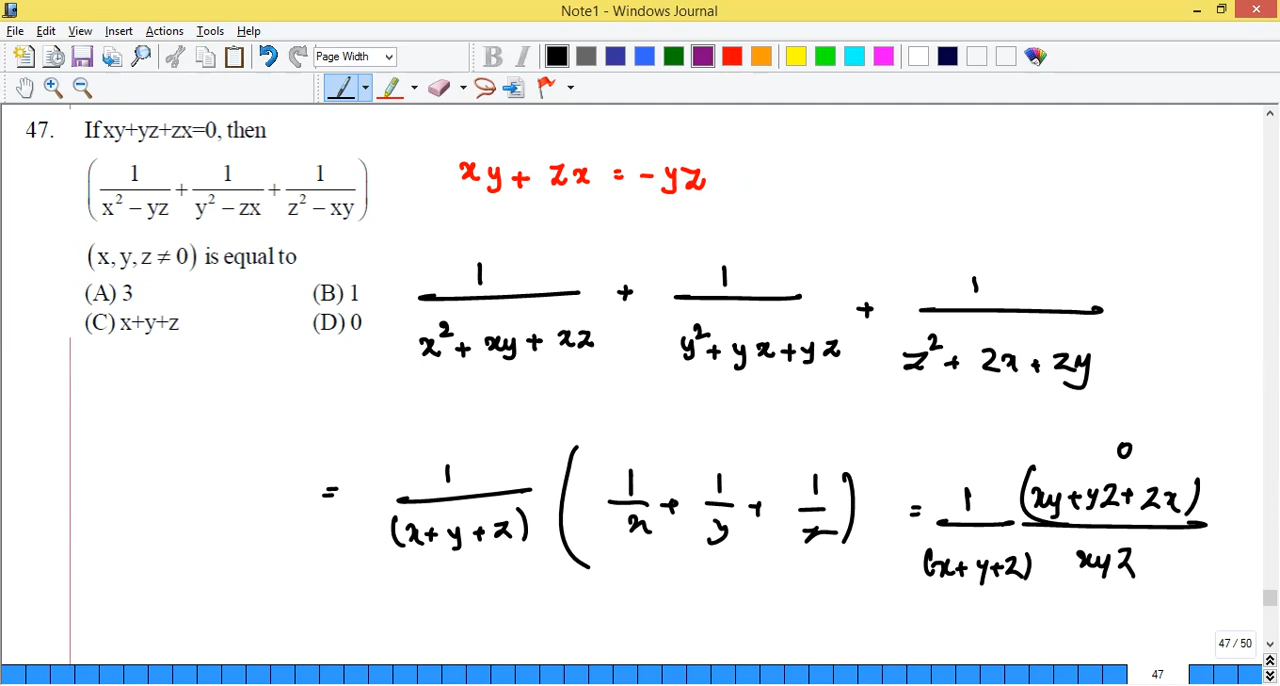 Note1 - Windows Journal
File Edit View Insert Actions Tools Help
Page Width
B I
47. If xy+yz+zx=0, then
(1/(x² − yz) + 1/(y² − zx) + 1/(z² − xy))
(x, y, z ≠ 0) is equal to
(A) 3 (B) 1
(C) x+y+z (D) 0
xy + zx = - yz
1/(x² + xy + xz) + 1/(y² + yx + yz) + 1/(z² + zx + zy)
= 1/(x + y + z) (1/x + 1/y + 1/z) = 1/(x + y + z) (xy + yz + zx)/xyz
0
47 / 50
47